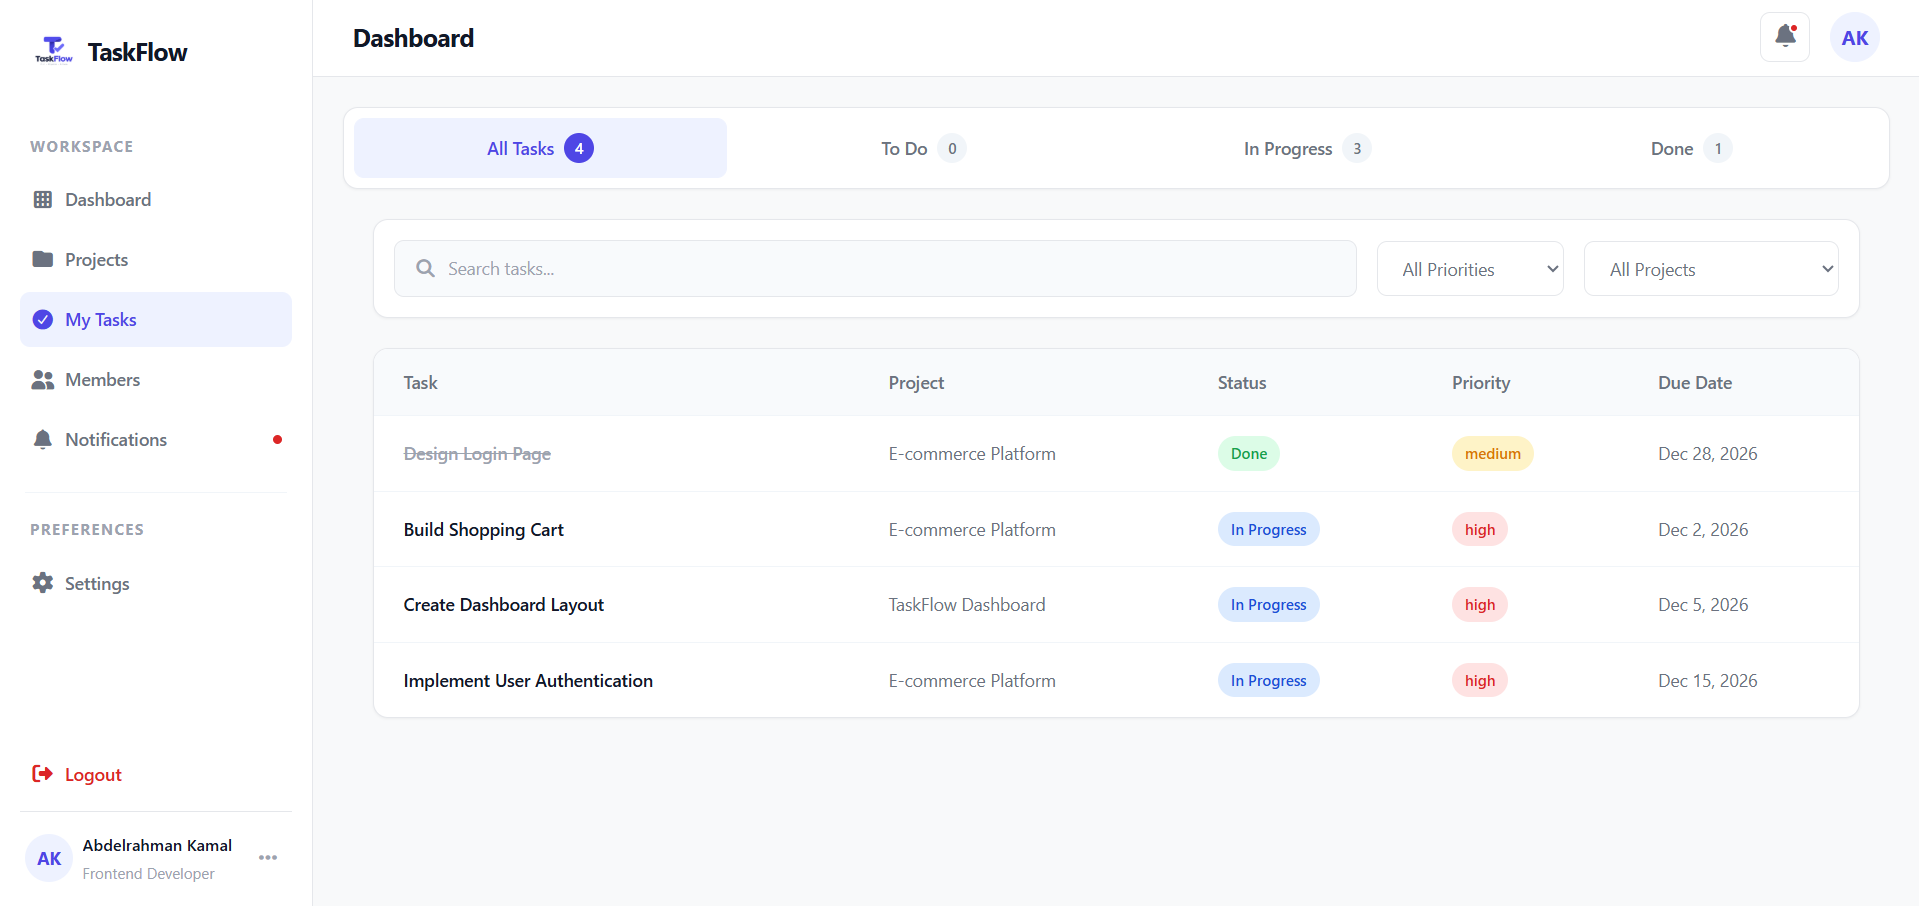 TaskFlow
TaskFlow
WORKSPACE
Dashboard
Projects
My Tasks
Members
Notifications
PREFERENCES
Settings
Logout
AK
Abdelrahman Kamal
Frontend Developer
Dashboard
AK
All Tasks 4
To Do 0
In Progress 3
Done 1
Search tasks...
All Priorities
All Projects
Task Project Status Priority Due Date
Design Login Page E-commerce Platform Done medium Dec 28, 2026
Build Shopping Cart E-commerce Platform In Progress high Dec 2, 2026
Create Dashboard Layout TaskFlow Dashboard In Progress high Dec 5, 2026
Implement User Authentication E-commerce Platform In Progress high Dec 15, 2026